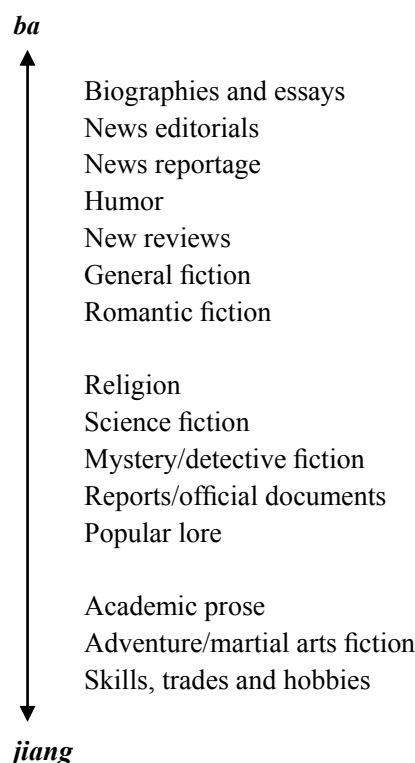 ba
Biographies and essays
News editorials
News reportage
Humor
New reviews
General fiction
Romantic fiction
Religion
Science fiction
Mystery/detective fiction
Reports/official documents
Popular lore
Academic prose
Adventure/martial arts fiction
Skills, trades and hobbies
jiang